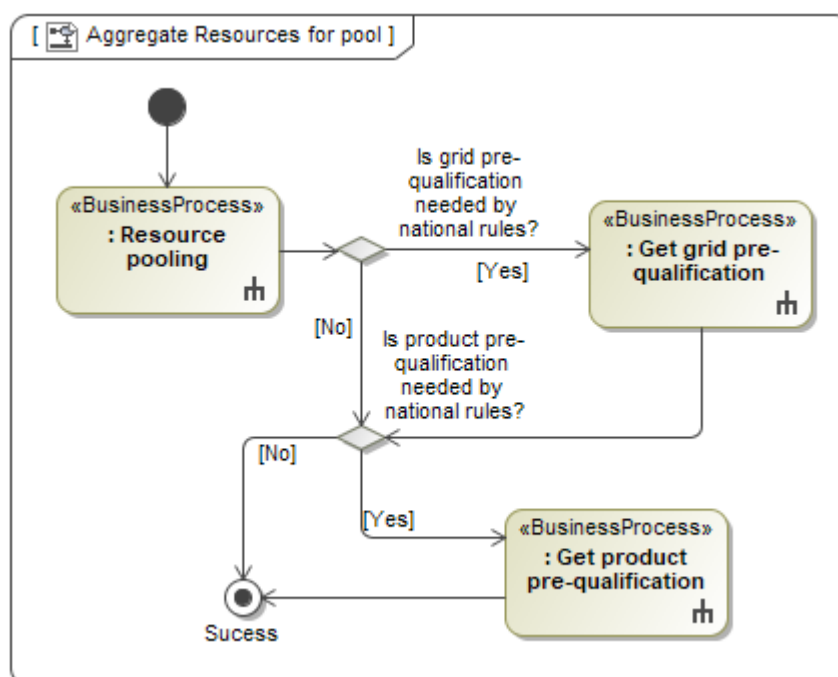 [ Aggregate Resources for pool ]
Is grid pre-
qualification
needed by
national rules?
«BusinessProcess»
: Resource
pooling
[Yes]
«BusinessProcess»
: Get grid pre-
qualification
[No]
Is product pre-
qualification
needed by
national rules?
[No]
[Yes]
«BusinessProcess»
: Get product
pre-qualification
Sucess